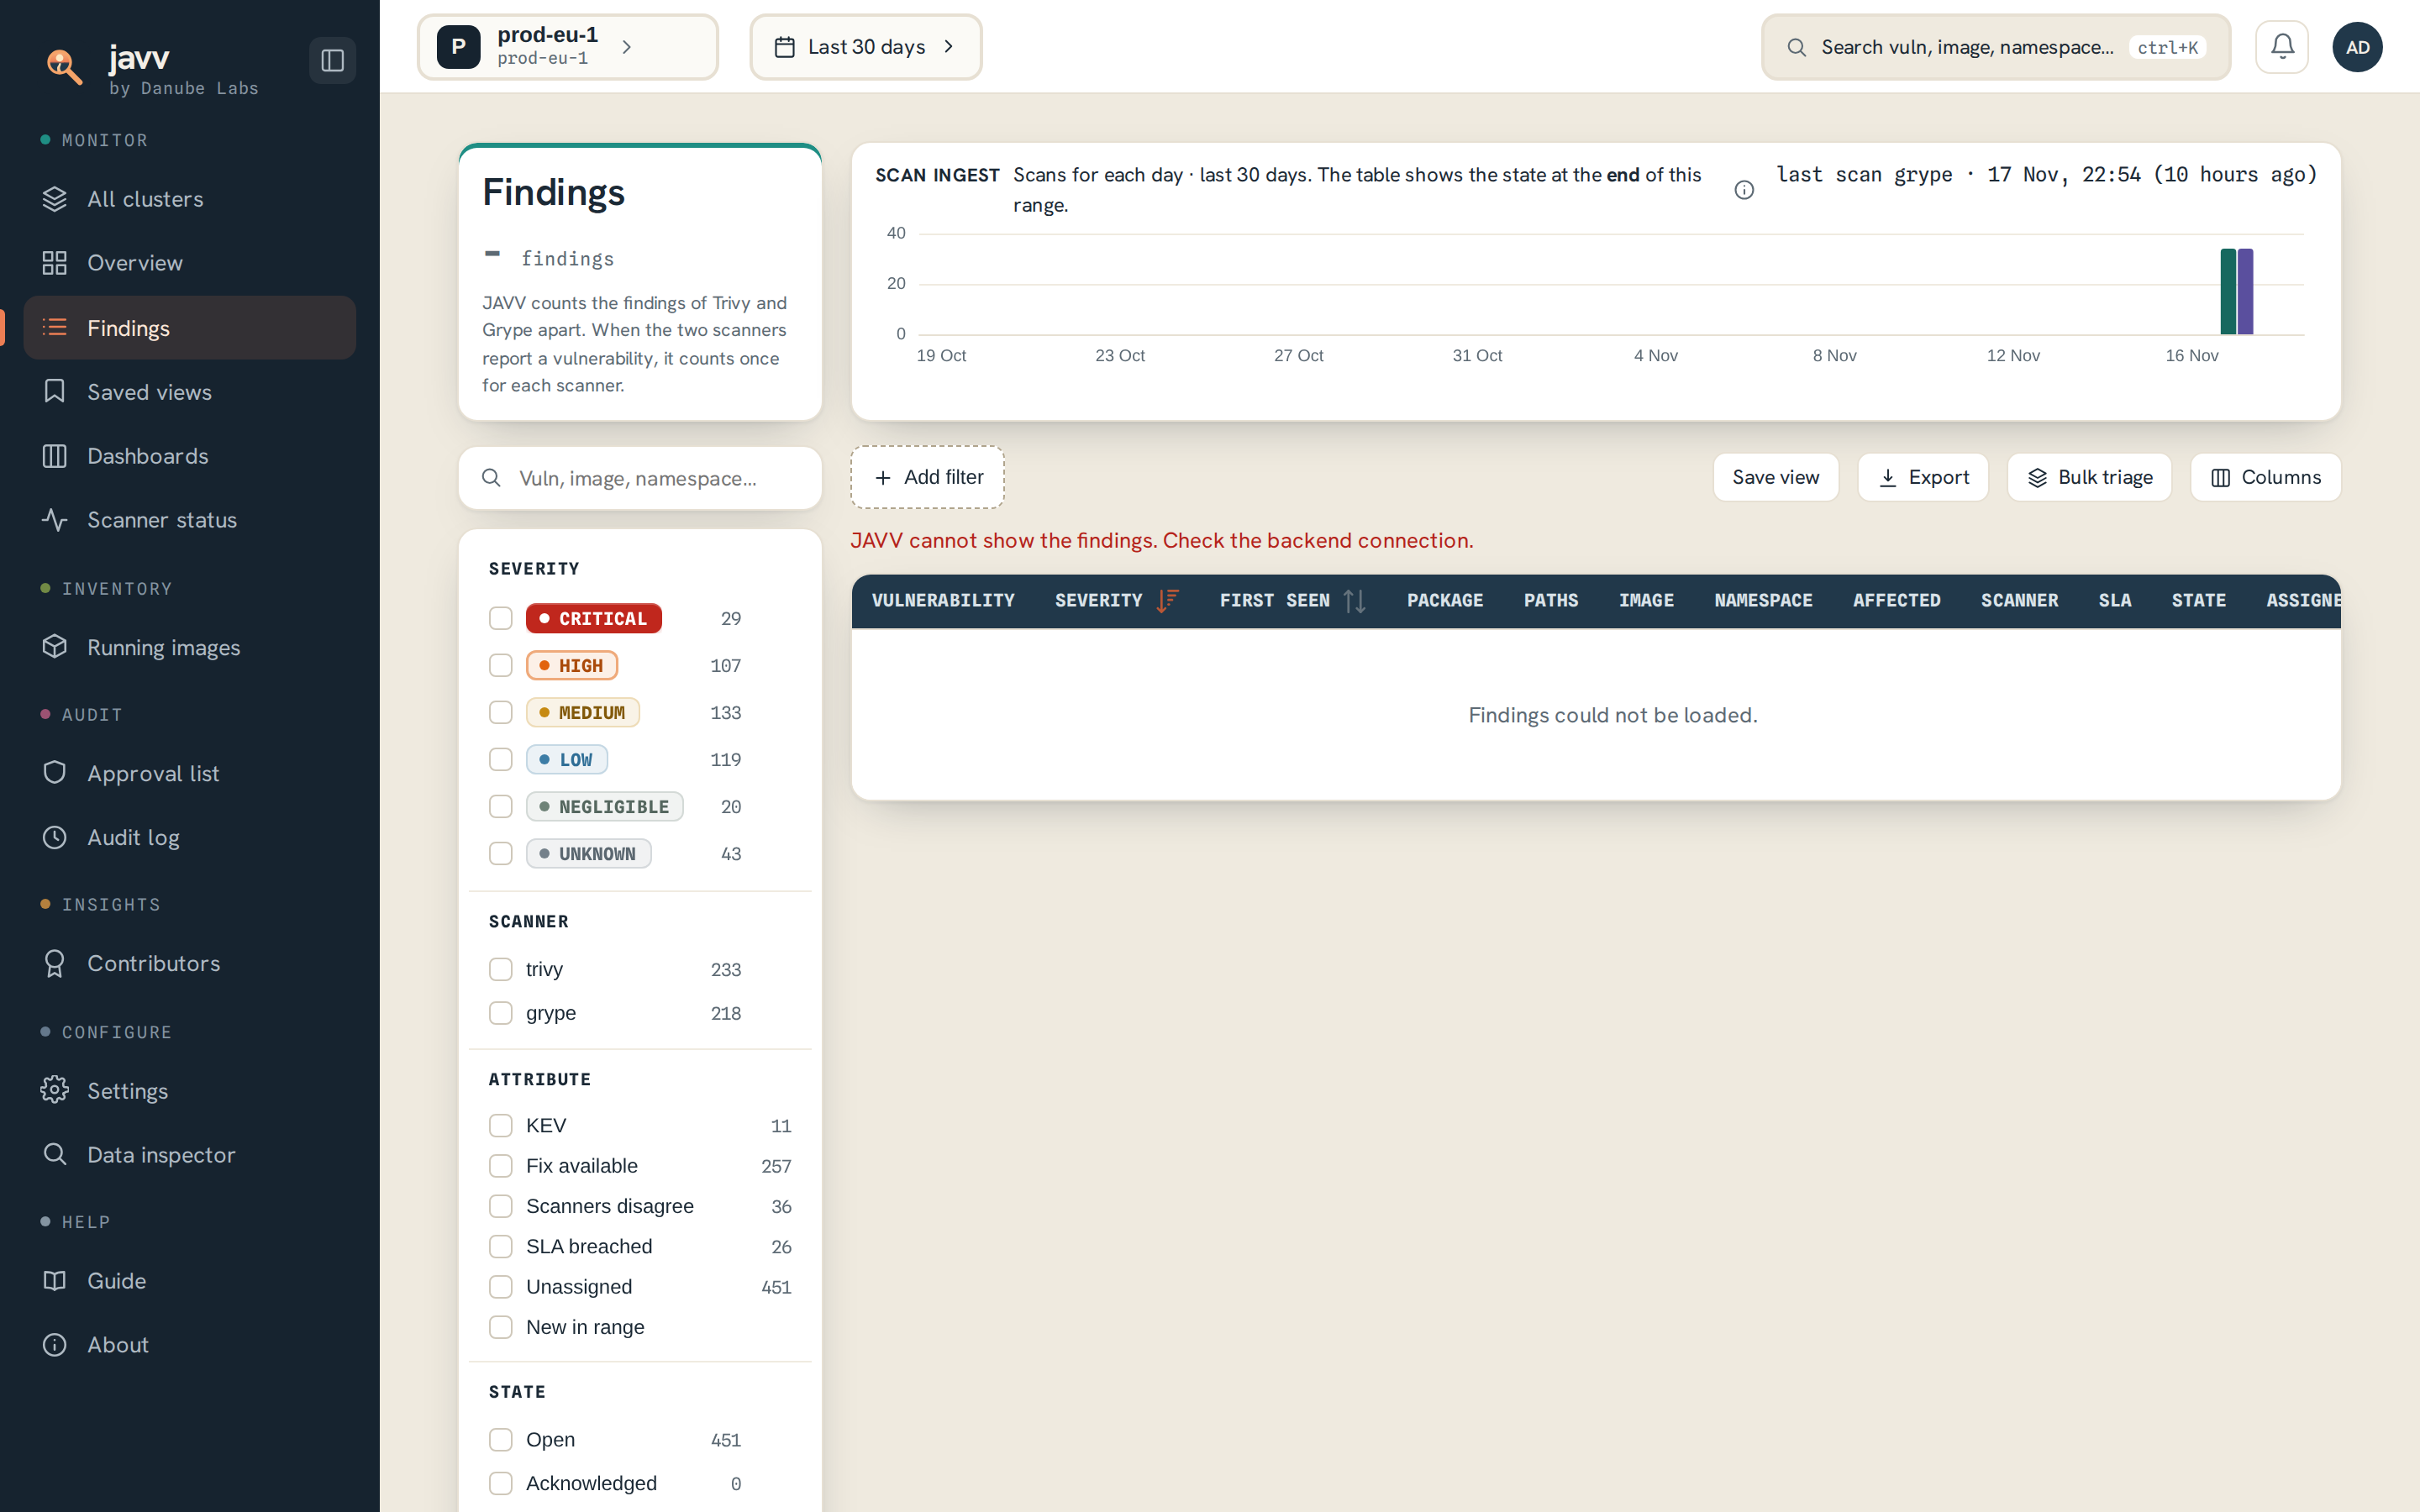 javv
by Danube Labs
MONITOR
All clusters
Overview
Findings
Saved views
Dashboards
Scanner status
INVENTORY
Running images
AUDIT
Approval list
Audit log
INSIGHTS
Contributors
CONFIGURE
Settings
Data inspector
HELP
Guide
About
P
prod-eu-1
prod-eu-1
Last 30 days
Search vuln, image, namespace...
ctrl+K
AD
Findings
– findings
JAVV counts the findings of Trivy and
Grype apart. When the two scanners
report a vulnerability, it counts once
for each scanner.
SCAN INGEST Scans for each day · last 30 days. The table shows the state at the end of this
range.
last scan grype · 17 Nov, 22:54 (10 hours ago)
40
20
0
19 Oct 23 Oct 27 Oct 31 Oct 4 Nov 8 Nov 12 Nov 16 Nov
Vuln, image, namespace...
Add filter
Save view
Export
Bulk triage
Columns
JAVV cannot show the findings. Check the backend connection.
VULNERABILITY SEVERITY FIRST SEEN PACKAGE PATHS IMAGE NAMESPACE AFFECTED SCANNER SLA STATE ASSIGNE
Findings could not be loaded.
SEVERITY
CRITICAL 29
HIGH 107
MEDIUM 133
LOW 119
NEGLIGIBLE 20
UNKNOWN 43
SCANNER
trivy 233
grype 218
ATTRIBUTE
KEV 11
Fix available 257
Scanners disagree 36
SLA breached 26
Unassigned 451
New in range
STATE
Open 451
Acknowledged 0